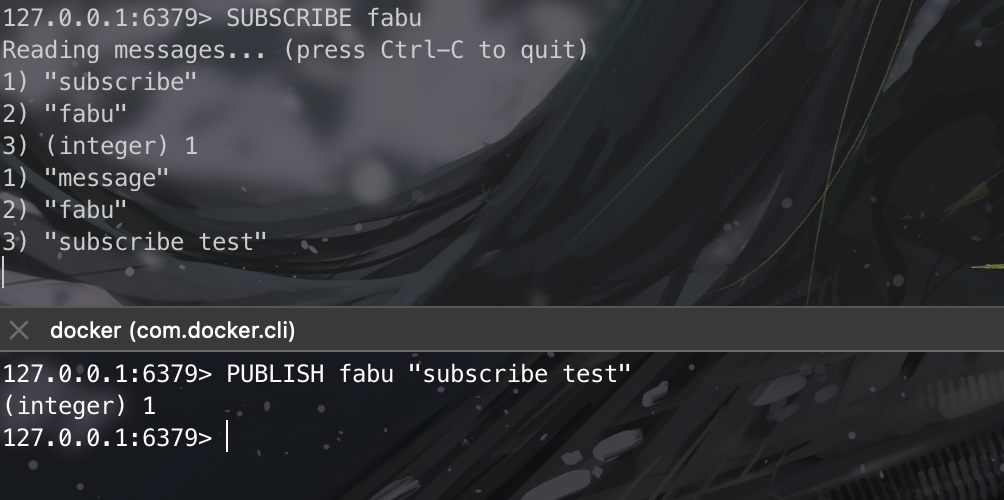 127.0.0.1:6379> SUBSCRIBE fabu
Reading messages... (press Ctrl-C to quit)
1) "subscribe"
2) "fabu"
3) (integer) 1
1) "message"
2) "fabu"
3) "subscribe test"
docker (com.docker.cli)
127.0.0.1:6379> PUBLISH fabu "subscribe test"
(integer) 1
127.0.0.1:6379>